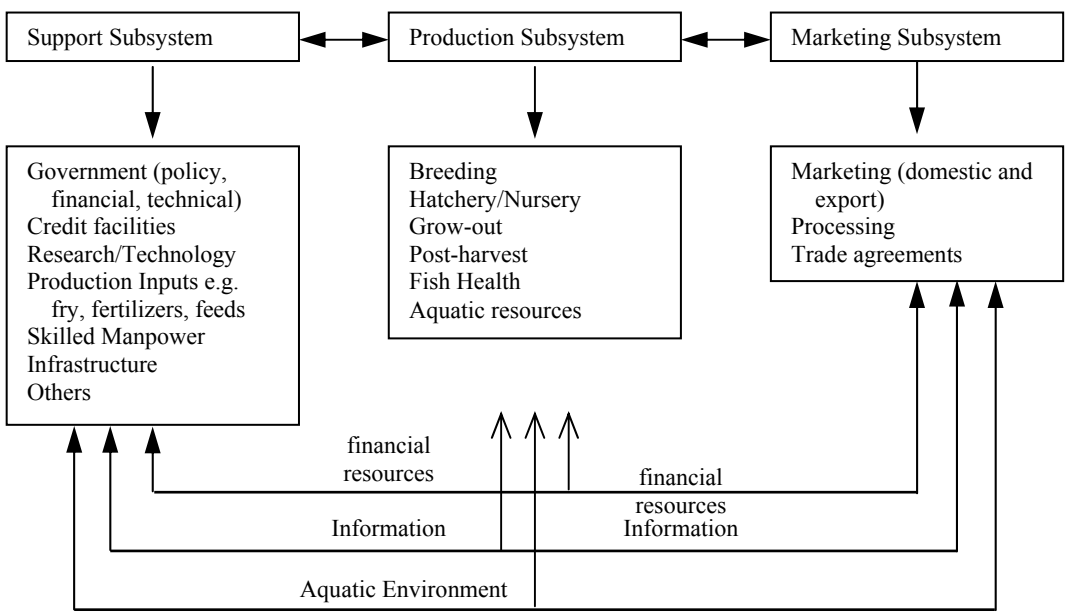 Support Subsystem
Production Subsystem
Marketing Subsystem
Government (policy,
financial, technical)
Credit facilities
Research/Technology
Production Inputs e.g.
fry, fertilizers, feeds
Skilled Manpower
Infrastructure
Others
Breeding
Hatchery/Nursery
Grow-out
Post-harvest
Fish Health
Aquatic resources
Marketing (domestic and
export)
Processing
Trade agreements
financial
resources
financial
resources
Information
Information
Aquatic Environment